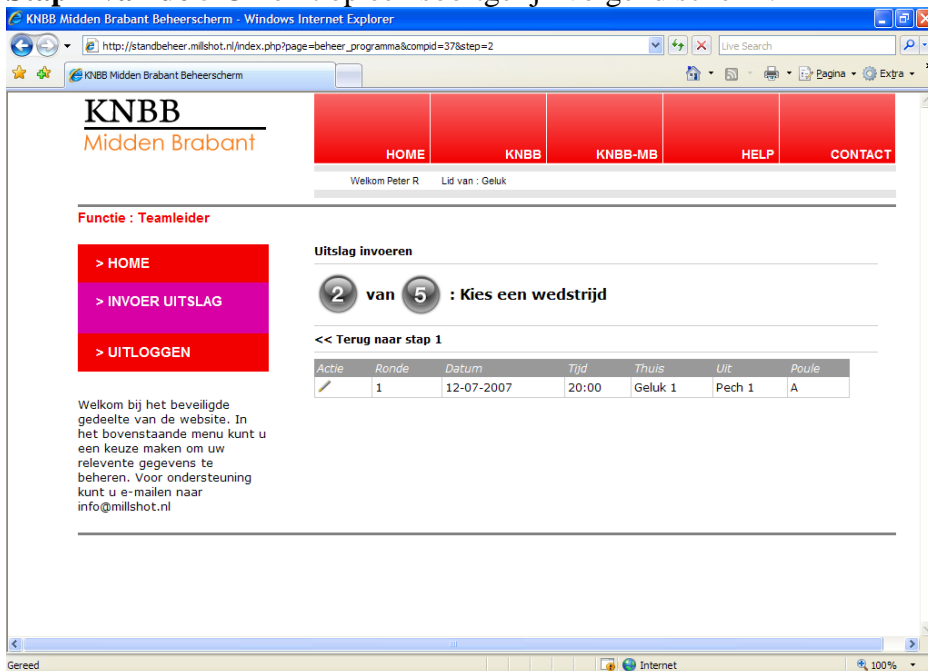 KNBB Midden Brabant Beheerscherm - Windows Internet Explorer
http://standbeheer.millshot.nl/index.php?page=beheer_programma&compid=37&step=2
Live Search
KNBB Midden Brabant Beheerscherm
Pagina
Extra
KNBB
Midden Brabant
HOME KNBB KNBB-MB HELP CONTACT
Welkom Peter R Lid van : Geluk
Functie : Teamleider
> HOME
> INVOER UITSLAG
> UITLOGGEN
Welkom bij het beveiligde
gedeelte van de website. In
het bovenstaande menu kunt u
een keuze maken om uw
relevente gegevens te
beheren. Voor ondersteuning
kunt u e-mailen naar
info@millshot.nl
Uitslag invoeren
2 van 5 : Kies een wedstrijd
<< Terug naar stap 1
Actie Ronde Datum Tijd Thuis Uit Poule
1 12-07-2007 20:00 Geluk 1 Pech 1 A
Gereed
Internet
100%